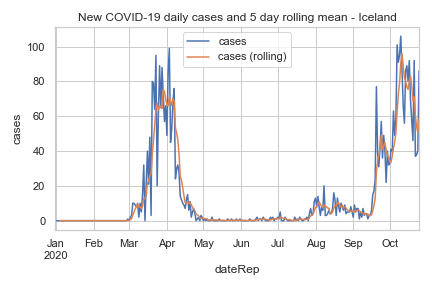 New COVID-19 daily cases and 5 day rolling mean - Iceland
cases
cases (rolling)
cases
100
80
60
40
20
0
Jan Feb Mar Apr May Jun Jul Aug Sep Oct
2020
dateRep